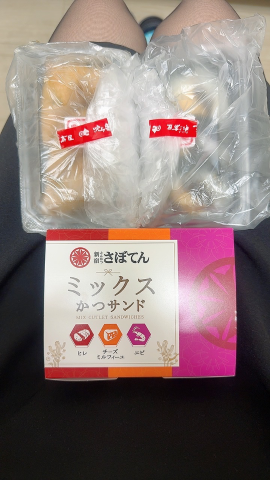 新宿さぼてん
ミックス
かつサンド
MIX CUTLET SANDWICHES
ヒレ
チーズ
ミルフィーユ
エビ